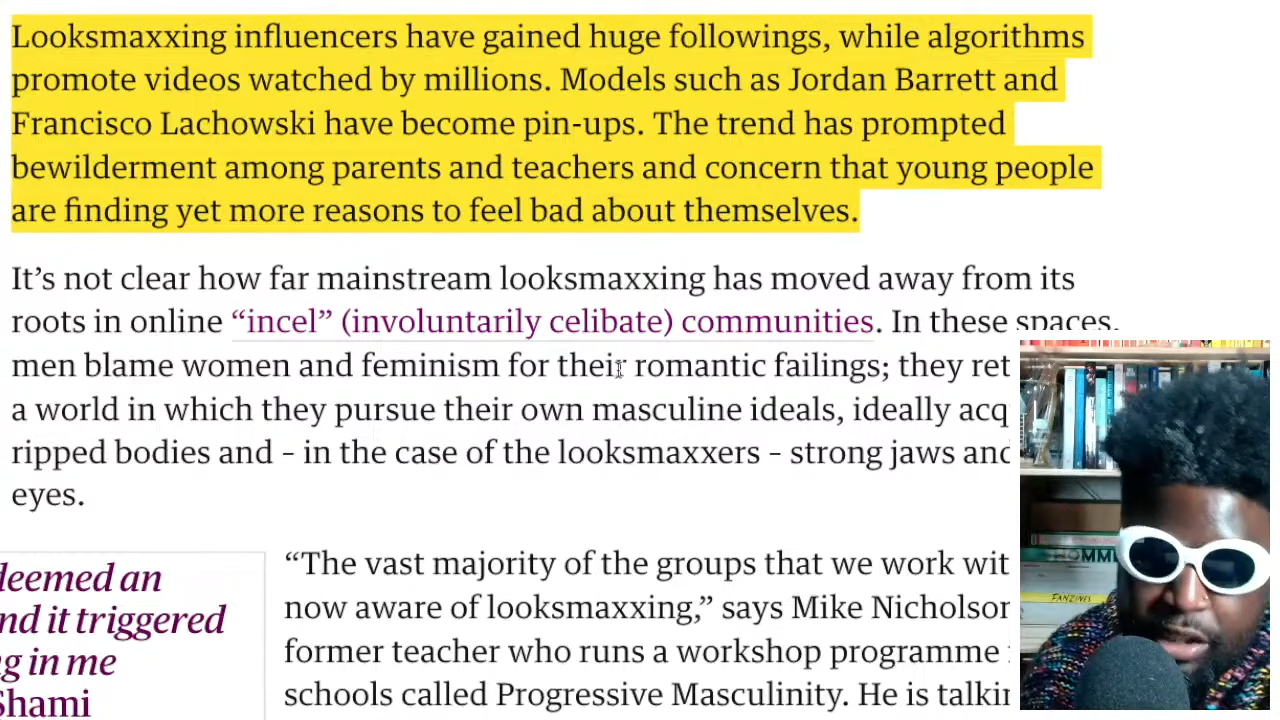 Looksmaxxing influencers have gained huge followings, while algorithms
promote videos watched by millions. Models such as Jordan Barrett and
Francisco Lachowski have become pin-ups. The trend has prompted
bewilderment among parents and teachers and concern that young people
are finding yet more reasons to feel bad about themselves.
It’s not clear how far mainstream looksmaxxing has moved away from its
roots in online “incel” (involuntarily celibate) communities. In these spaces,
men blame women and feminism for their romantic failings; they ret
a world in which they pursue their own masculine ideals, ideally acq
ripped bodies and – in the case of the looksmaxxers – strong jaws and
eyes.
deemed an
nd it triggered
g in me
Shami
“The vast majority of the groups that we work wit
now aware of looksmaxxing,” says Mike Nicholson
former teacher who runs a workshop programme
schools called Progressive Masculinity. He is talkin
HOMM
FANZINES